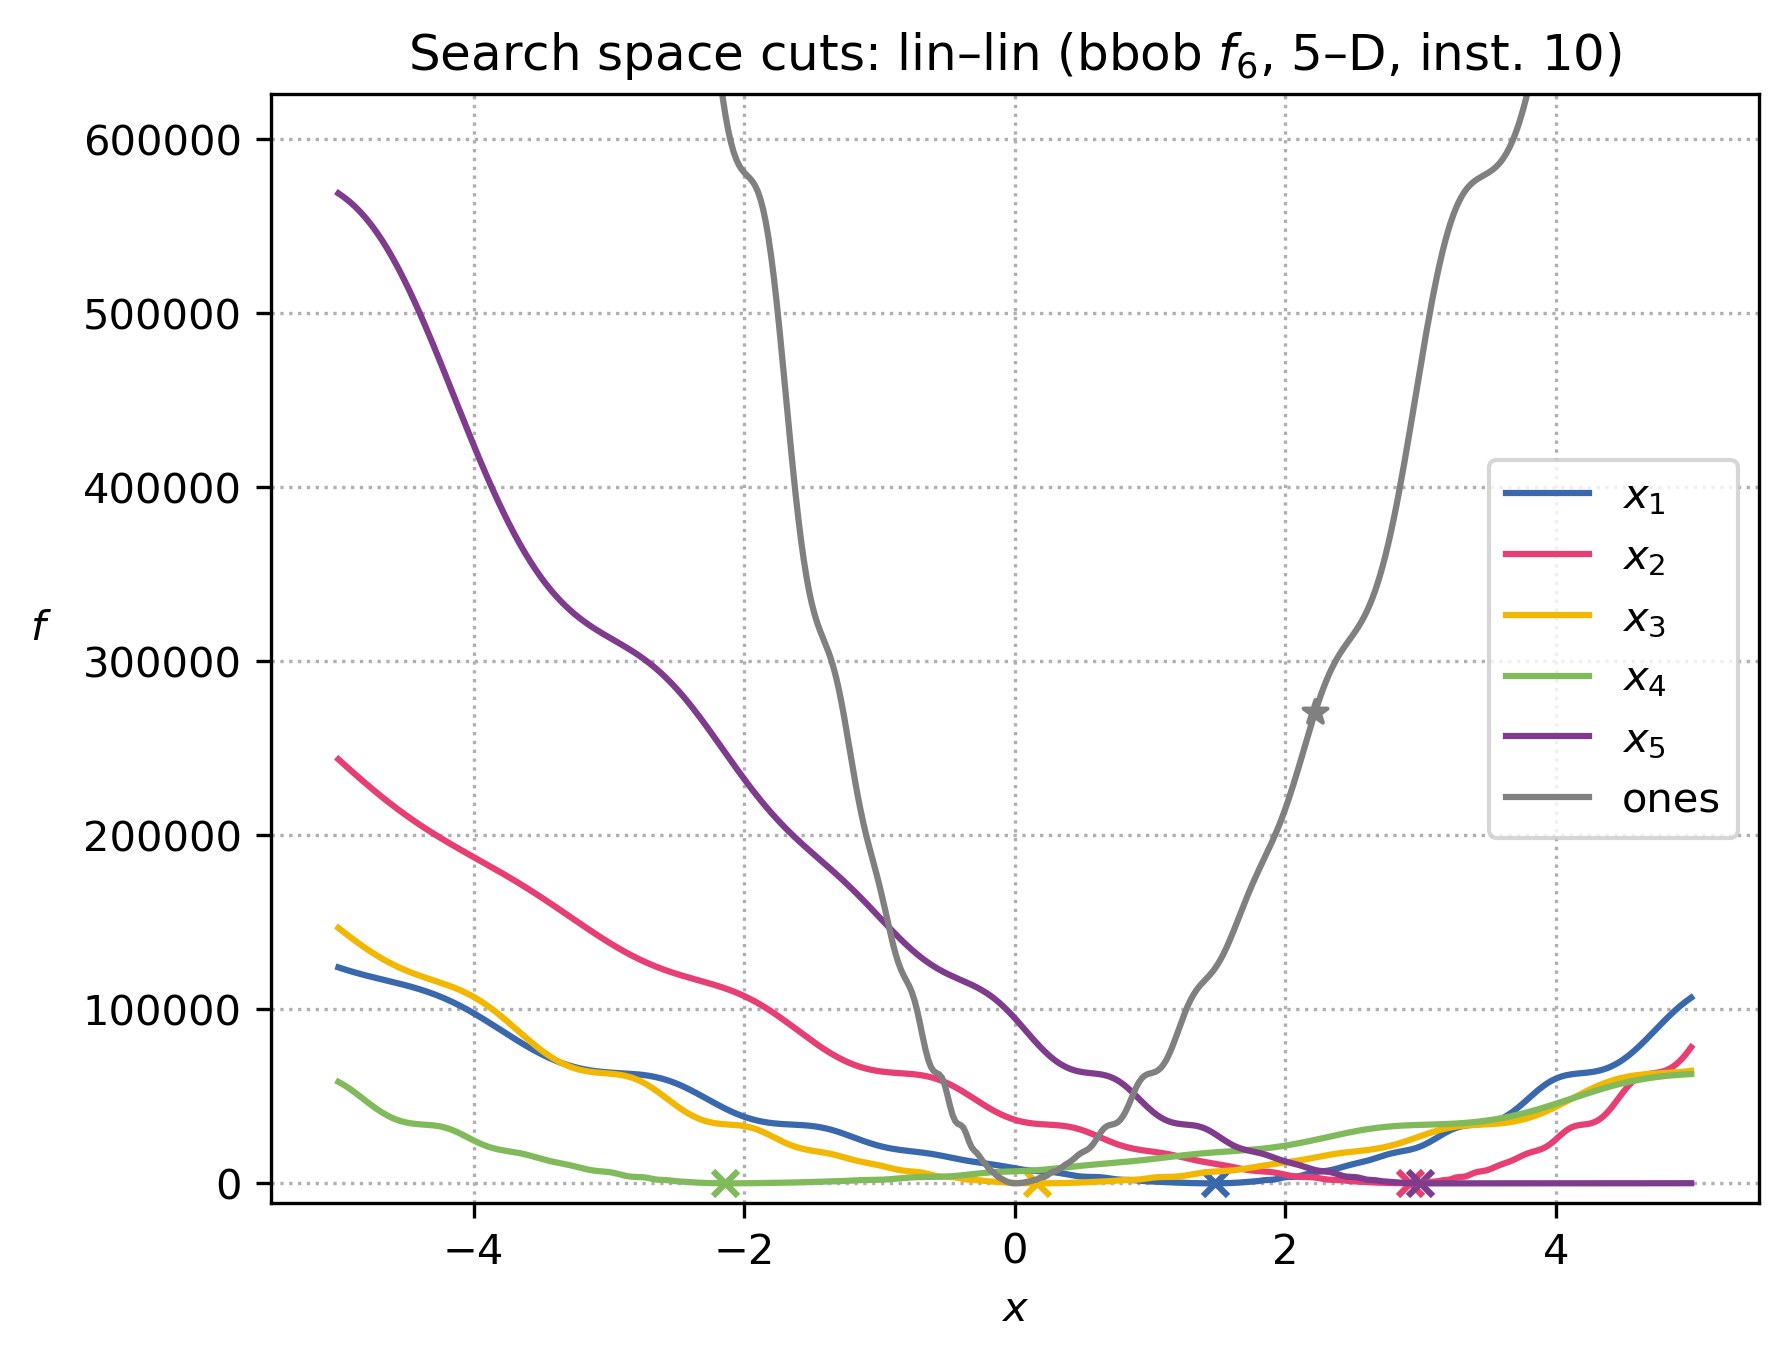 Search space cuts: lin–lin (bbob f₆, 5–D, inst. 10)
600000
500000
400000
300000
200000
100000
0
f
x₁
x₂
x₃
x₄
x₅
ones
−4 −2 0 2 4
x